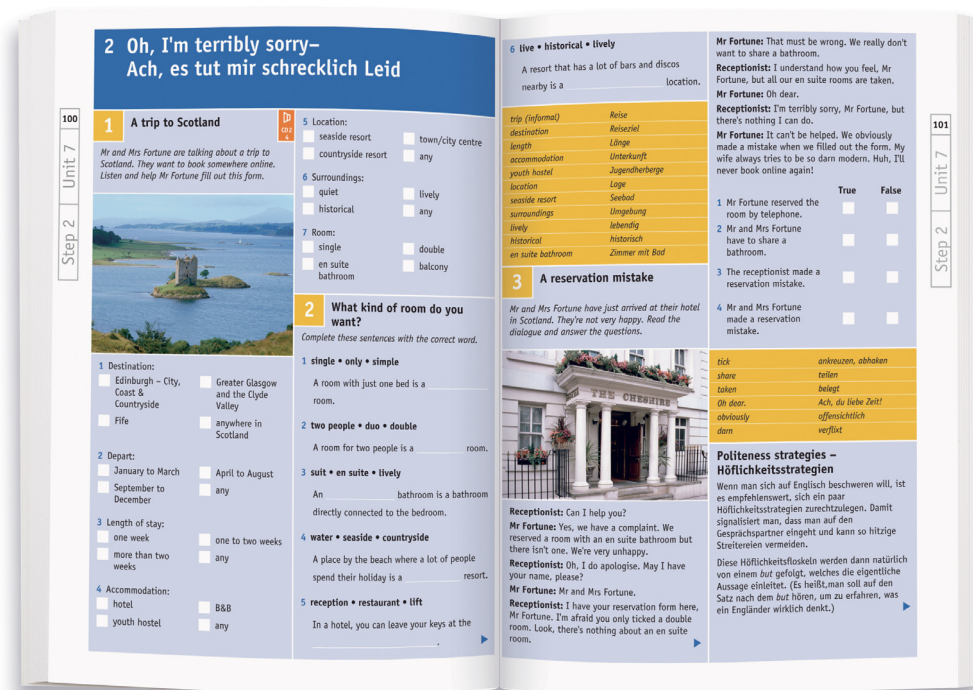 2 Oh, I'm terribly sorry–
Ach, es tut mir schrecklich Leid
100
Unit 7
Step 2
1 A trip to Scotland
CD 2
4
Mr and Mrs Fortune are talking about a trip to
Scotland. They want to book somewhere online.
Listen and help Mr Fortune fill out this form.
1 Destination:
Edinburgh – City,
Coast &
Countryside
Greater Glasgow
and the Clyde
Valley
Fife
anywhere in
Scotland
2 Depart:
January to March
April to August
September to
December
any
3 Length of stay:
one week
one to two weeks
more than two
weeks
any
4 Accommodation:
hotel
B&B
youth hostel
any
5 Location:
seaside resort
town/city centre
countryside resort
any
6 Surroundings:
quiet
lively
historical
any
7 Room:
single
double
en suite
bathroom
balcony
2 What kind of room do you
want?
Complete these sentences with the correct word.
1 single • only • simple
A room with just one bed is a
room.
2 two people • duo • double
A room for two people is a room.
3 suit • en suite • lively
An bathroom is a bathroom
directly connected to the bedroom.
4 water • seaside • countryside
A place by the beach where a lot of people
spend their holiday is a resort.
5 reception • restaurant • lift
In a hotel, you can leave your keys at the
.
6 live • historical • lively
A resort that has a lot of bars and discos
nearby is a location.
trip (informal) Reise
destination Reiseziel
length Länge
accommodation Unterkunft
youth hostel Jugendherberge
location Lage
seaside resort Seebad
surroundings Umgebung
lively lebendig
historical historisch
en suite bathroom Zimmer mit Bad
3 A reservation mistake
Mr and Mrs Fortune have just arrived at their hotel
in Scotland. They're not very happy. Read the
dialogue and answer the questions.
THE CHESHIRE
Receptionist: Can I help you?
Mr Fortune: Yes, we have a complaint. We
reserved a room with an en suite bathroom but
there isn't one. We're very unhappy.
Receptionist: Oh, I do apologise. May I have
your name, please?
Mr Fortune: Mr and Mrs Fortune.
Receptionist: I have your reservation form here,
Mr Fortune. I'm afraid you only ticked a double
room. Look, there's nothing about an en suite
room.
Mr Fortune: That must be wrong. We really don't
want to share a bathroom.
Receptionist: I understand how you feel, Mr
Fortune, but all our en suite rooms are taken.
Mr Fortune: Oh dear.
Receptionist: I'm terribly sorry, Mr Fortune, but
there's nothing I can do.
Mr Fortune: It can't be helped. We obviously
made a mistake when we filled out the form. My
wife always tries to be so darn modern. Huh, I'll
never book online again!
True False
1 Mr Fortune reserved the
room by telephone.
2 Mr and Mrs Fortune
have to share a
bathroom.
3 The receptionist made a
reservation mistake.
4 Mr and Mrs Fortune
made a reservation
mistake.
tick ankreuzen, abhaken
share teilen
taken belegt
Oh dear. Ach, du liebe Zeit!
obviously offensichtlich
darn verflixt
Politeness strategies –
Höflichkeitsstrategien
Wenn man sich auf Englisch beschweren will, ist
es empfehlenswert, sich ein paar
Höflichkeitsstrategien zurechtzulegen. Damit
signalisiert man, dass man auf den
Gesprächspartner eingeht und kann so hitzige
Streitereien vermeiden.
Diese Höflichkeitsfloskeln werden dann natürlich
von einem but gefolgt, welches die eigentliche
Aussage einleitet. (Es heißt,man soll auf den
Satz nach dem but hören, um zu erfahren, was
ein Engländer wirklich denkt.)
101
Unit 7
Step 2